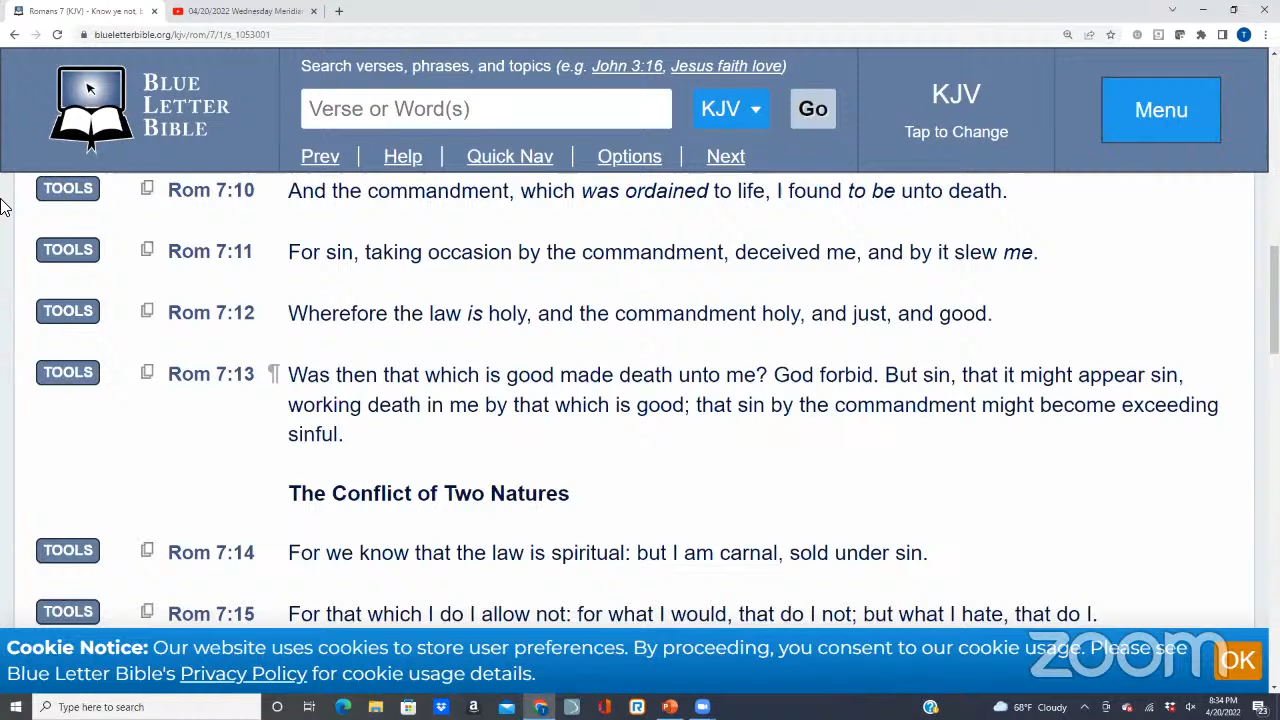 Romans 7 (KJV) - Know ye not, b
04/20/2022 Wednesday Meridia
blueletterbible.org/kjv/rom/7/1/s_1053001
T
BLUE
LETTER
BIBLE
Search verses, phrases, and topics (e.g. John 3:16, Jesus faith love)
Verse or Word(s)
KJV
Go
Prev
Help
Quick Nav
Options
Next
KJV
Tap to Change
Menu
TOOLS Rom 7:10 And the commandment, which was ordained to life, I found to be unto death.
TOOLS Rom 7:11 For sin, taking occasion by the commandment, deceived me, and by it slew me.
TOOLS Rom 7:12 Wherefore the law is holy, and the commandment holy, and just, and good.
TOOLS Rom 7:13 ¶ Was then that which is good made death unto me? God forbid. But sin, that it might appear sin,
working death in me by that which is good; that sin by the commandment might become exceeding
sinful.
The Conflict of Two Natures
TOOLS Rom 7:14 For we know that the law is spiritual: but I am carnal, sold under sin.
TOOLS Rom 7:15 For that which I do I allow not: for what I would, that do I not; but what I hate, that do I.
Cookie Notice: Our website uses cookies to store user preferences. By proceeding, you consent to our cookie usage. Please see
Blue Letter Bible's Privacy Policy for cookie usage details.
OK
zoom
Type here to search
68°F Cloudy
8:34 PM
4/20/2022
23